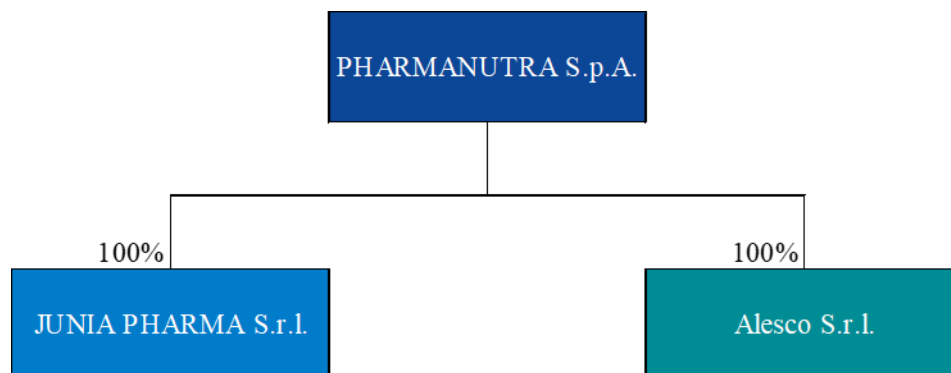 PHARMANUTRA S.p.A.
100%
100%
JUNIA PHARMA S.r.l.
Alesco S.r.l.